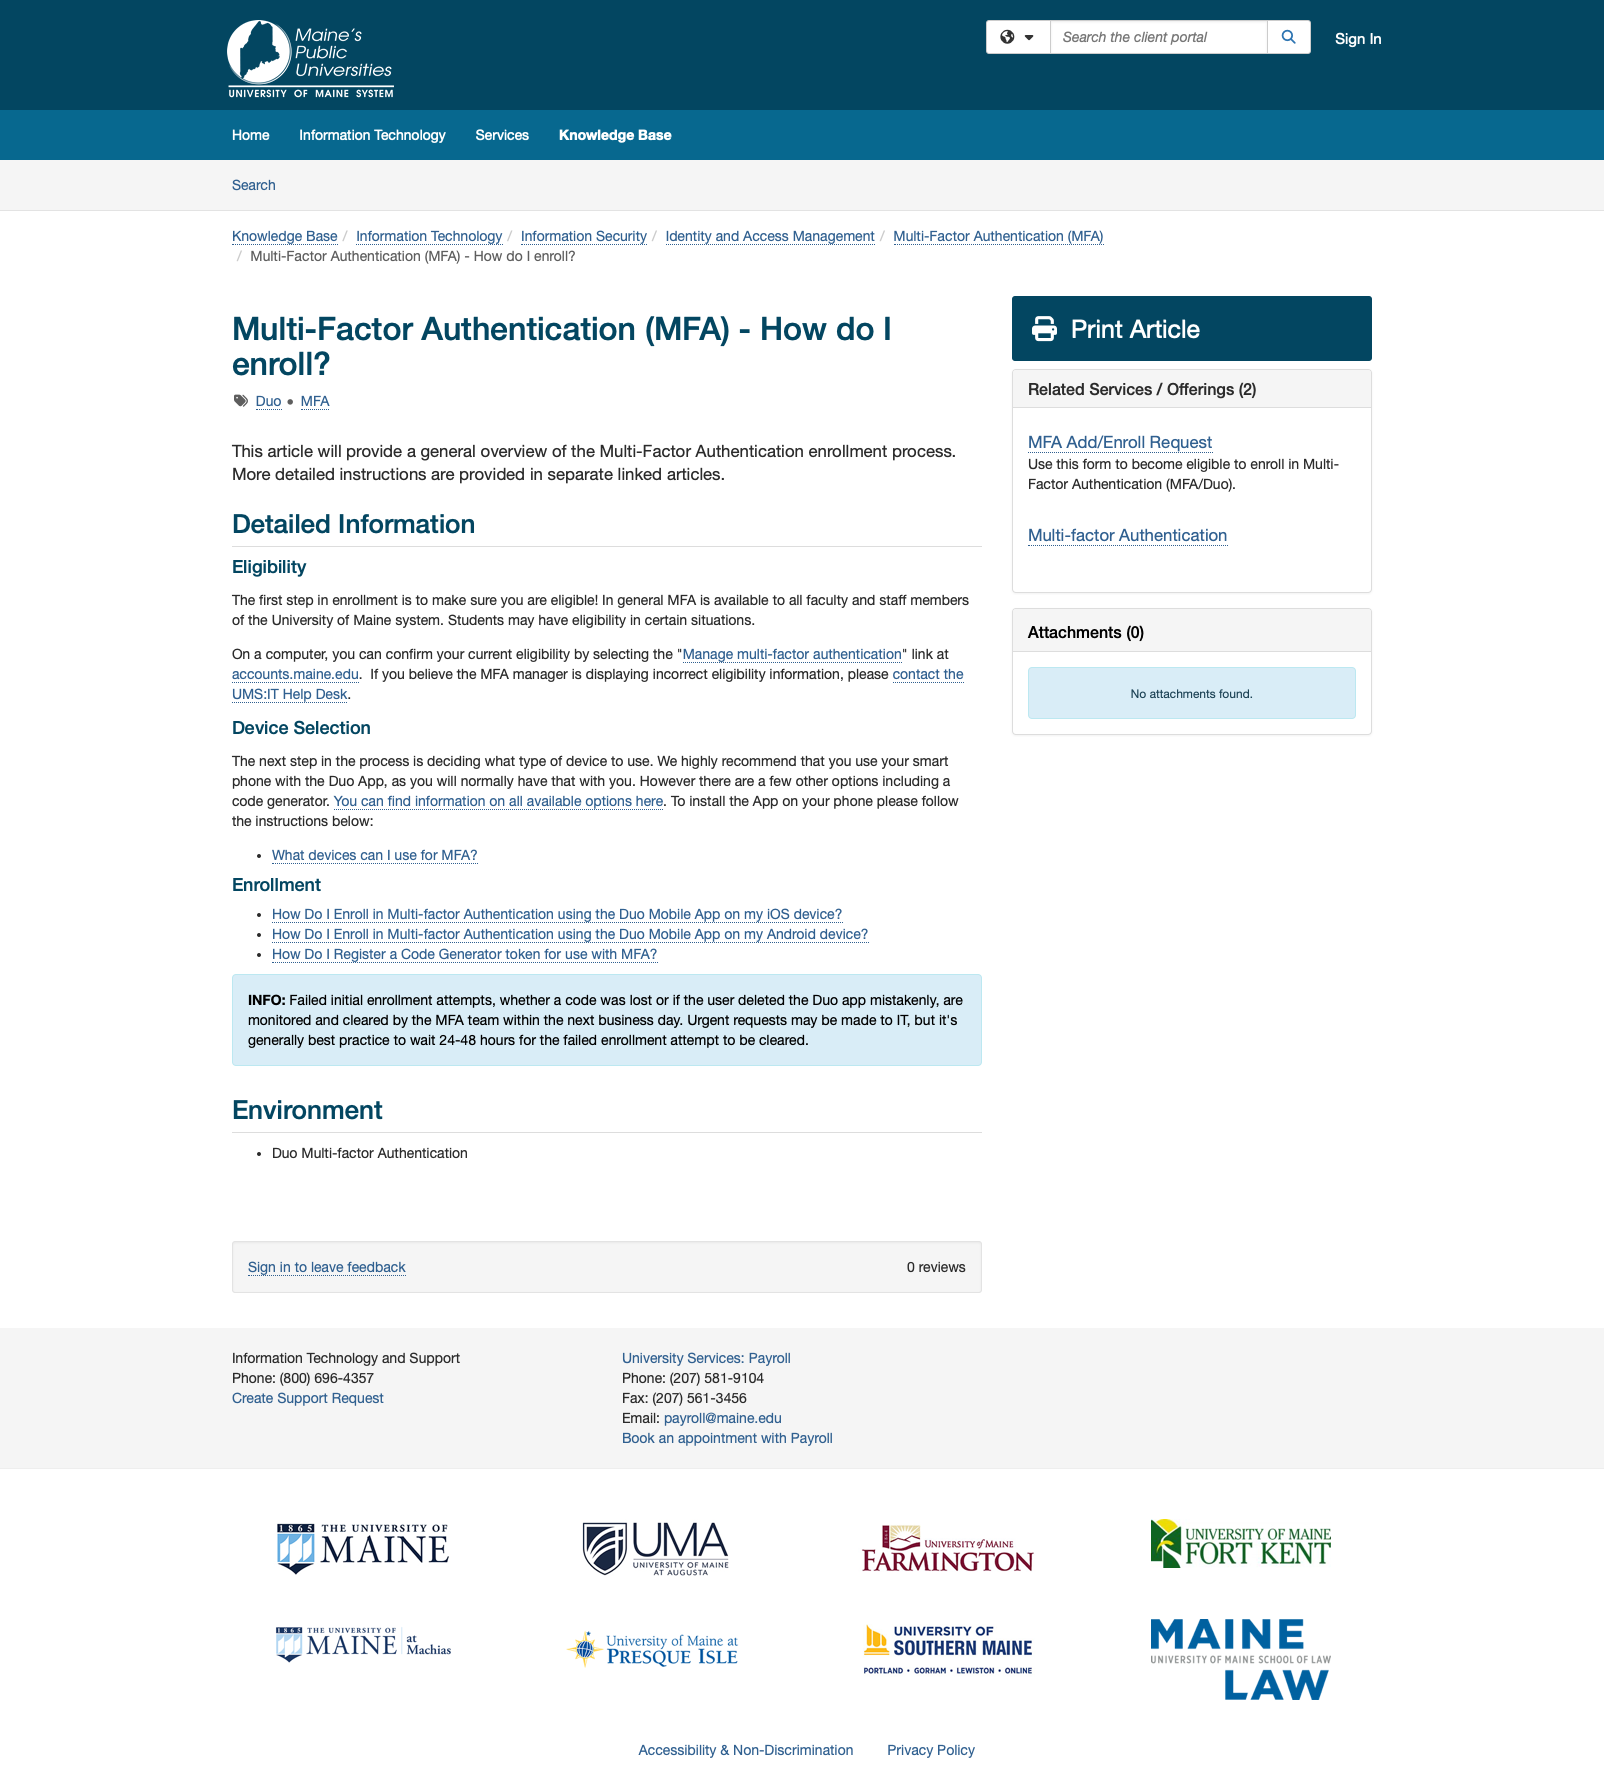 Maine's
Public
Universities
UNIVERSITY OF MAINE SYSTEM
Search the client portal
Sign In
Home
Information Technology
Services
Knowledge Base
Search
Knowledge Base / Information Technology / Information Security / Identity and Access Management / Multi-Factor Authentication (MFA)
/ Multi-Factor Authentication (MFA) - How do I enroll?
Multi-Factor Authentication (MFA) - How do I
enroll?
Duo • MFA
This article will provide a general overview of the Multi-Factor Authentication enrollment process.
More detailed instructions are provided in separate linked articles.
Detailed Information
Eligibility
The first step in enrollment is to make sure you are eligible! In general MFA is available to all faculty and staff members
of the University of Maine system. Students may have eligibility in certain situations.
On a computer, you can confirm your current eligibility by selecting the "Manage multi-factor authentication" link at
accounts.maine.edu.  If you believe the MFA manager is displaying incorrect eligibility information, please contact the
UMS:IT Help Desk.
Device Selection
The next step in the process is deciding what type of device to use. We highly recommend that you use your smart
phone with the Duo App, as you will normally have that with you. However there are a few other options including a
code generator. You can find information on all available options here. To install the App on your phone please follow
the instructions below:
• What devices can I use for MFA?
Enrollment
• How Do I Enroll in Multi-factor Authentication using the Duo Mobile App on my iOS device?
• How Do I Enroll in Multi-factor Authentication using the Duo Mobile App on my Android device?
• How Do I Register a Code Generator token for use with MFA?
INFO: Failed initial enrollment attempts, whether a code was lost or if the user deleted the Duo app mistakenly, are
monitored and cleared by the MFA team within the next business day. Urgent requests may be made to IT, but it's
generally best practice to wait 24-48 hours for the failed enrollment attempt to be cleared.
Environment
• Duo Multi-factor Authentication
Sign in to leave feedback
0 reviews
Print Article
Related Services / Offerings (2)
MFA Add/Enroll Request
Use this form to become eligible to enroll in Multi-
Factor Authentication (MFA/Duo).
Multi-factor Authentication
Attachments (0)
No attachments found.
Information Technology and Support
Phone: (800) 696-4357
Create Support Request
University Services: Payroll
Phone: (207) 581-9104
Fax: (207) 561-3456
Email: payroll@maine.edu
Book an appointment with Payroll
1865 THE UNIVERSITY OF
MAINE
UMA
UNIVERSITY OF MAINE
AT AUGUSTA
UNIVERSITY of MAINE
FARMINGTON
UNIVERSITY OF MAINE
FORT KENT
1865 THE UNIVERSITY OF
MAINE at
Machias
University of Maine at
PRESQUE ISLE
UNIVERSITY OF
SOUTHERN MAINE
PORTLAND • GORHAM • LEWISTON • ONLINE
MAINE
UNIVERSITY OF MAINE SCHOOL OF LAW
LAW
Accessibility & Non-Discrimination
Privacy Policy